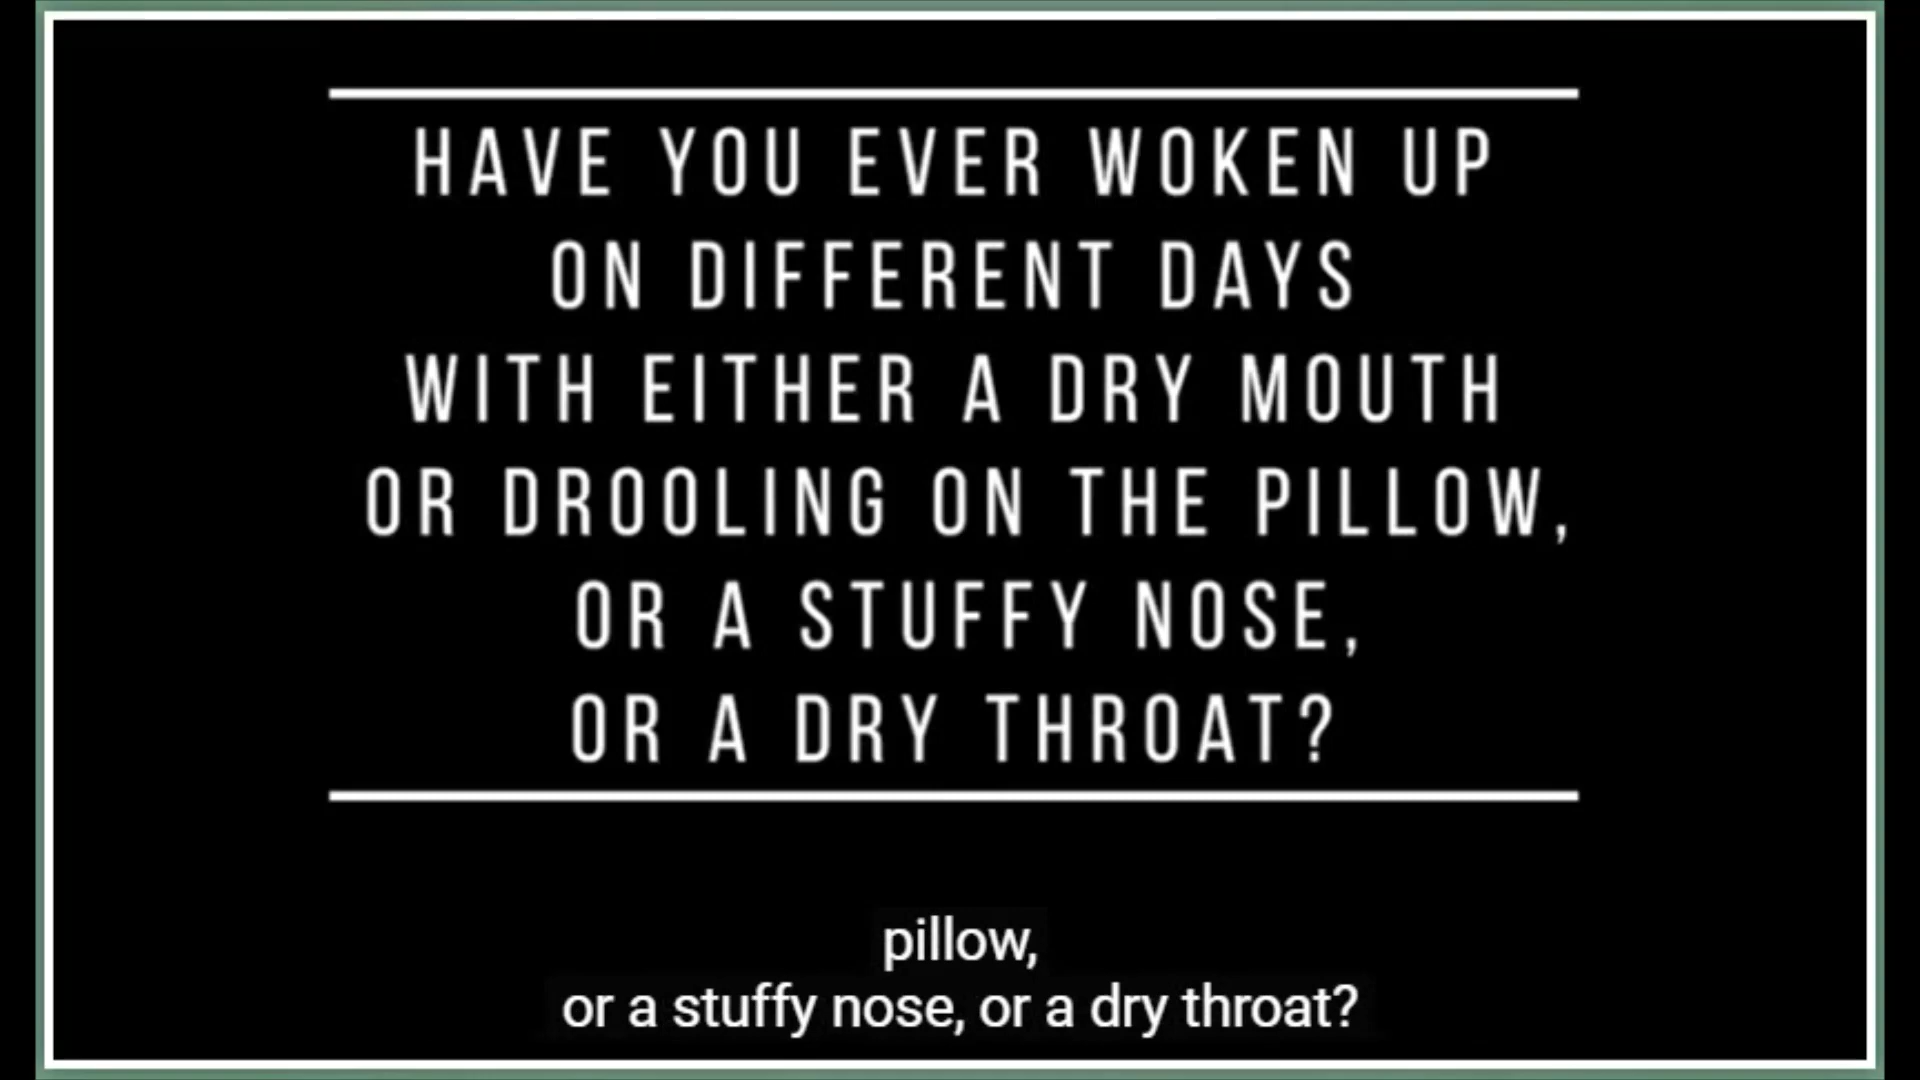 HAVE YOU EVER WOKEN UP
ON DIFFERENT DAYS
WITH EITHER A DRY MOUTH
OR DROOLING ON THE PILLOW,
OR A STUFFY NOSE,
OR A DRY THROAT?
pillow,
or a stuffy nose, or a dry throat?